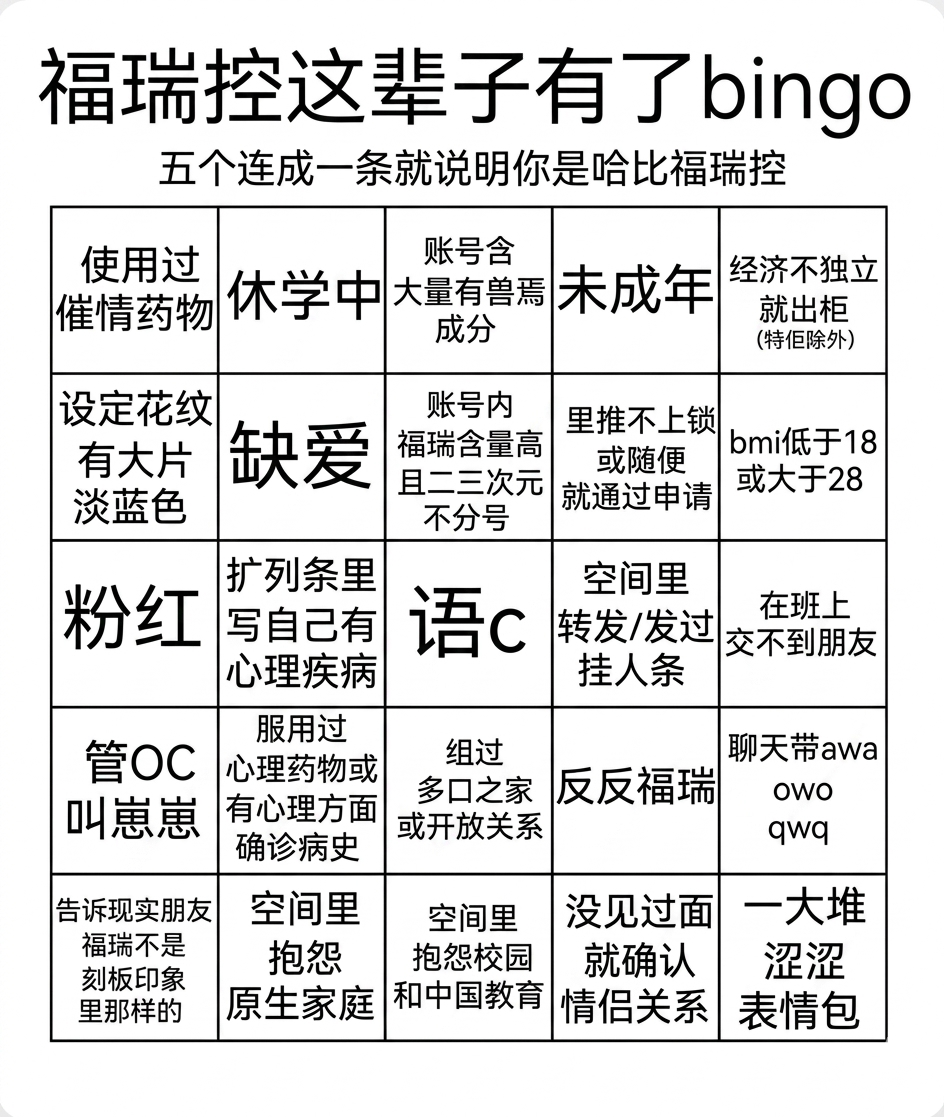 福瑞控这辈子有了bingo
五个连成一条就说明你是哈比福瑞控
使用过
催情药物
休学中
账号含
大量有兽焉
成分
未成年
经济不独立
就出柜
(特佢除外)
设定花纹
有大片
淡蓝色
缺爱
账号内
福瑞含量高
且二三次元
不分号
里推不上锁
或随便
就通过申请
bmi低于18
或大于28
粉红
扩列条里
写自己有
心理疾病
语c
空间里
转发/发过
挂人条
在班上
交不到朋友
管OC
叫崽崽
服用过
心理药物或
有心理方面
确诊病史
组过
多口之家
或开放关系
反反福瑞
聊天带awa
owo
qwq
告诉现实朋友
福瑞不是
刻板印象
里那样的
空间里
抱怨
原生家庭
空间里
抱怨校园
和中国教育
没见过面
就确认
情侣关系
一大堆
涩涩
表情包